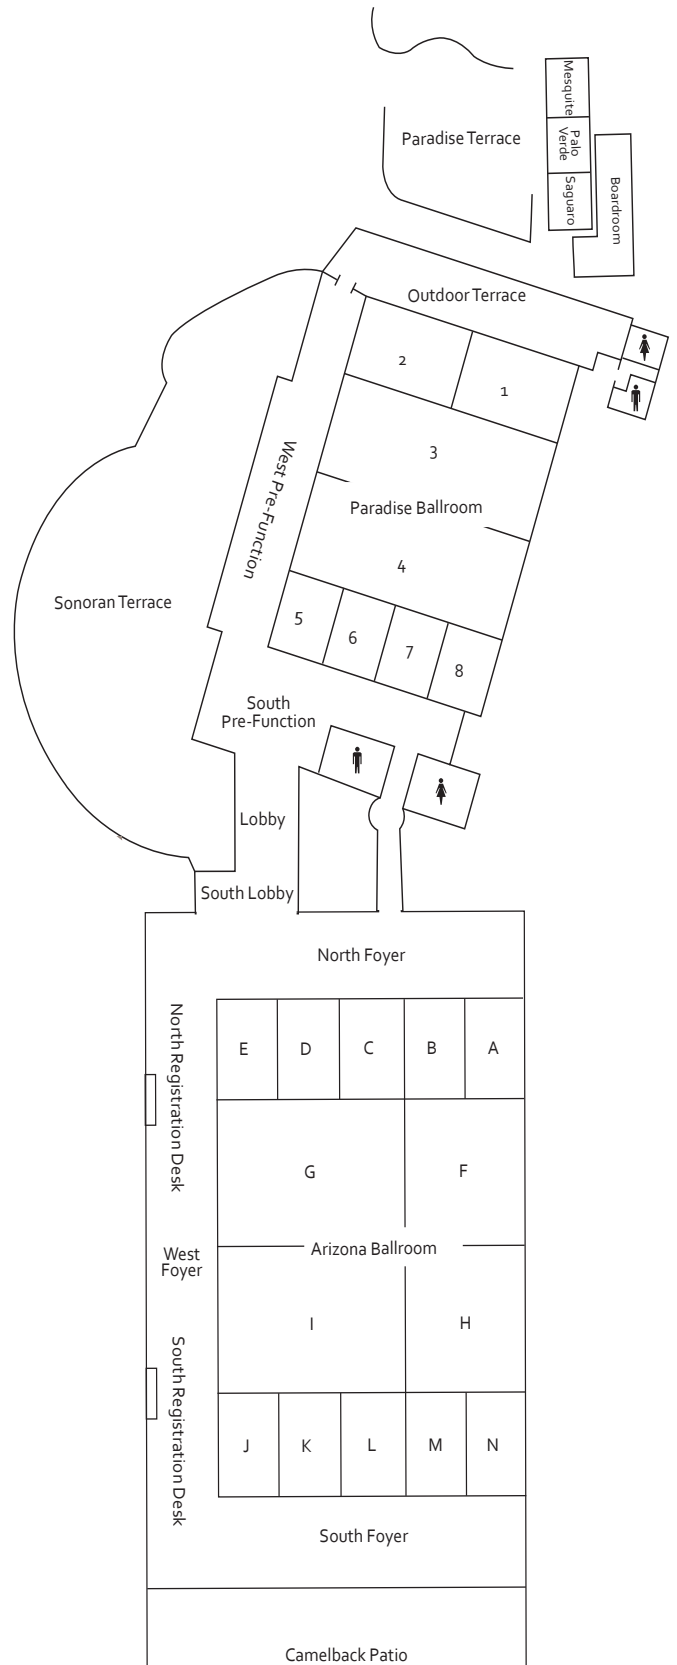 Mesquite
Palo
Verde
Saguaro
Boardroom
Paradise Terrace
Outdoor Terrace
2
1
3
West Pre-Function
Paradise Ballroom
4
Sonoran Terrace
5
6
7
8
South
Pre-Function
Lobby
South Lobby
North Foyer
North Registration Desk
E
D
C
B
A
G
F
West
Foyer
Arizona Ballroom
I
H
South Registration Desk
J
K
L
M
N
South Foyer
Camelback Patio